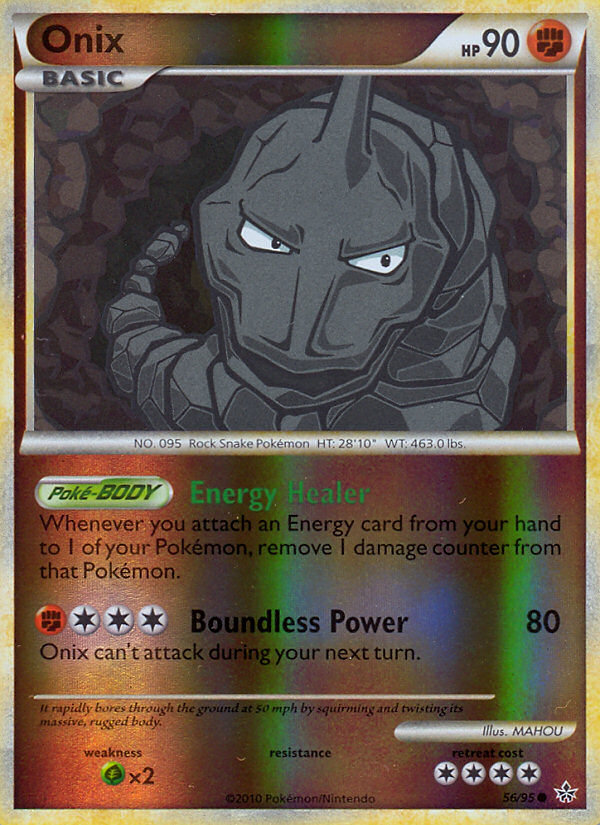 Onix
HP 90
BASIC
NO. 095 Rock Snake Pokémon HT: 28'10" WT: 463.0 lbs.
Poké-BODY Energy Healer
Whenever you attach an Energy card from your hand
to 1 of your Pokémon, remove 1 damage counter from
that Pokémon.
Boundless Power 80
Onix can't attack during your next turn.
It rapidly bores through the ground at 50 mph by squirming and twisting its
massive, rugged body.
Illus. MAHOU
weakness resistance retreat cost
×2
©2010 Pokémon/Nintendo 56/95